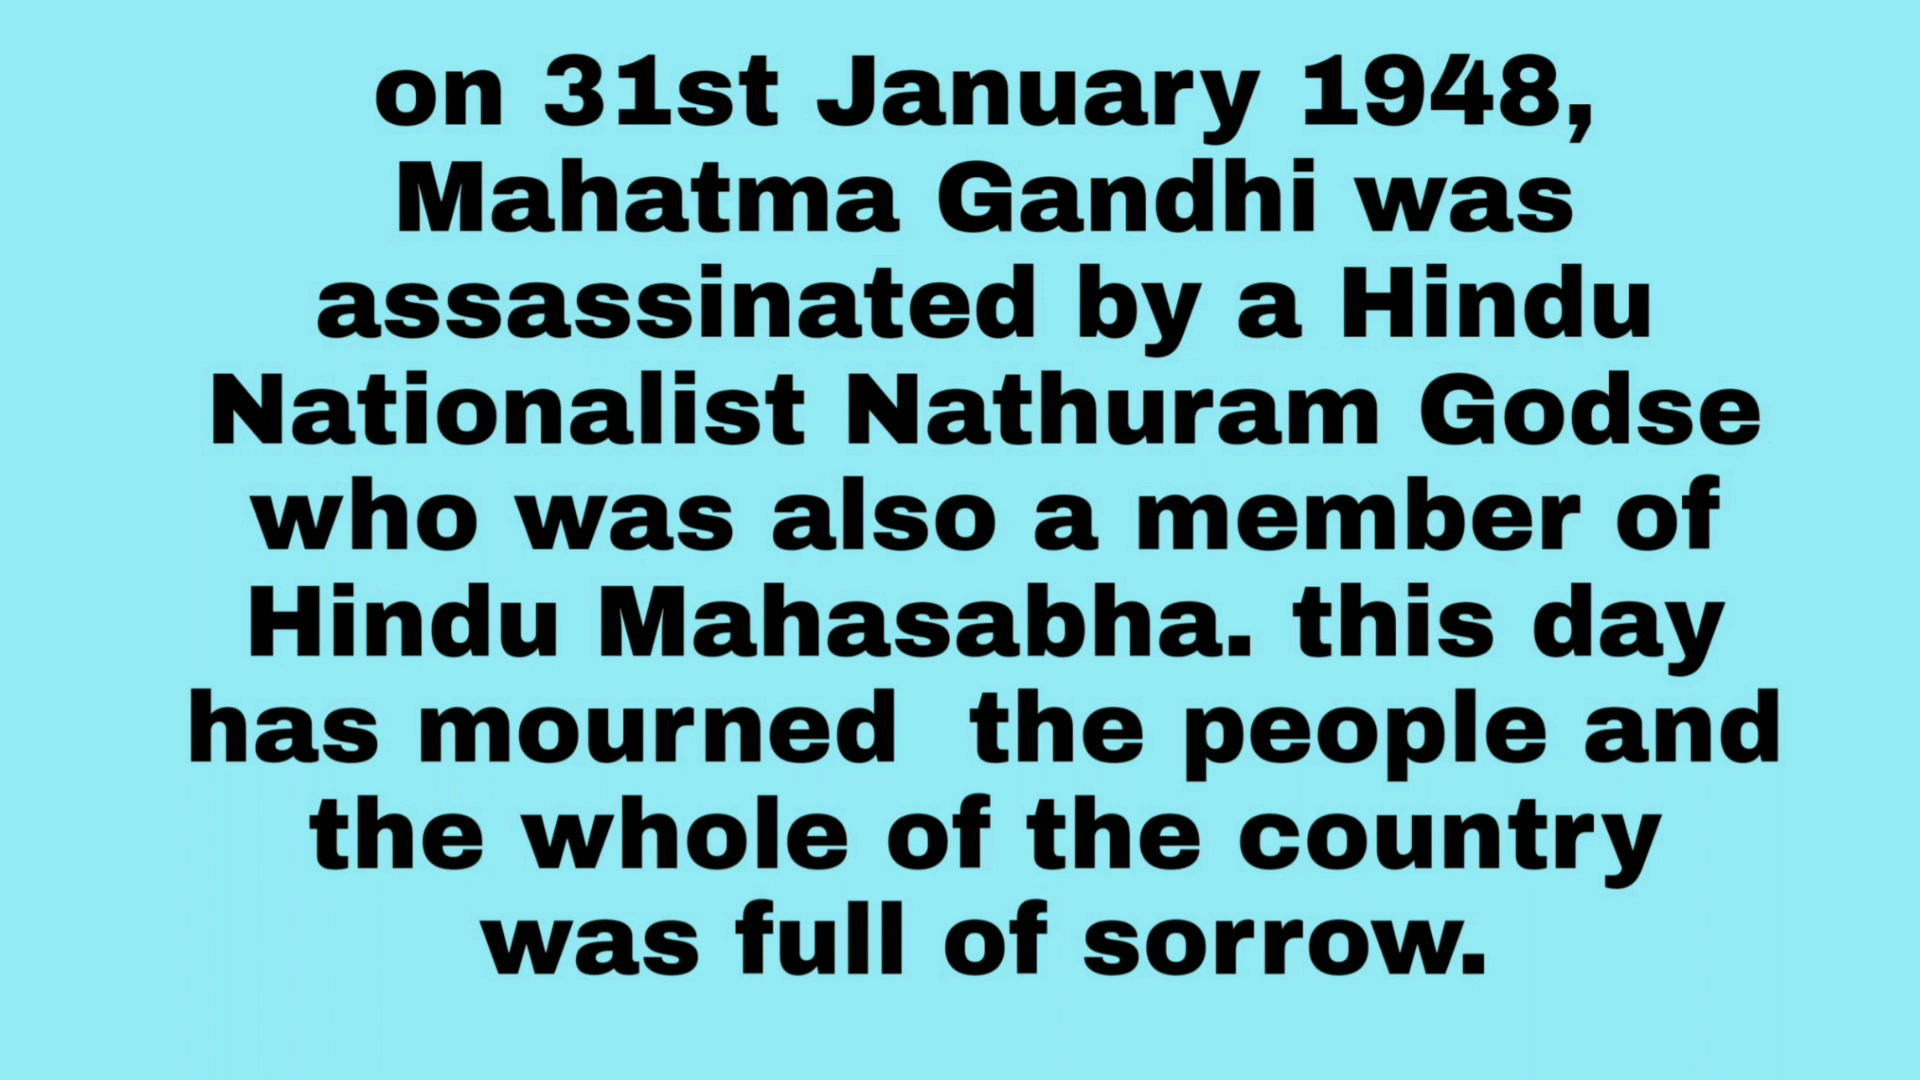 on 31st January 1948,
Mahatma Gandhi was
assassinated by a Hindu
Nationalist Nathuram Godse
who was also a member of
Hindu Mahasabha. this day
has mourned  the people and
the whole of the country
was full of sorrow.